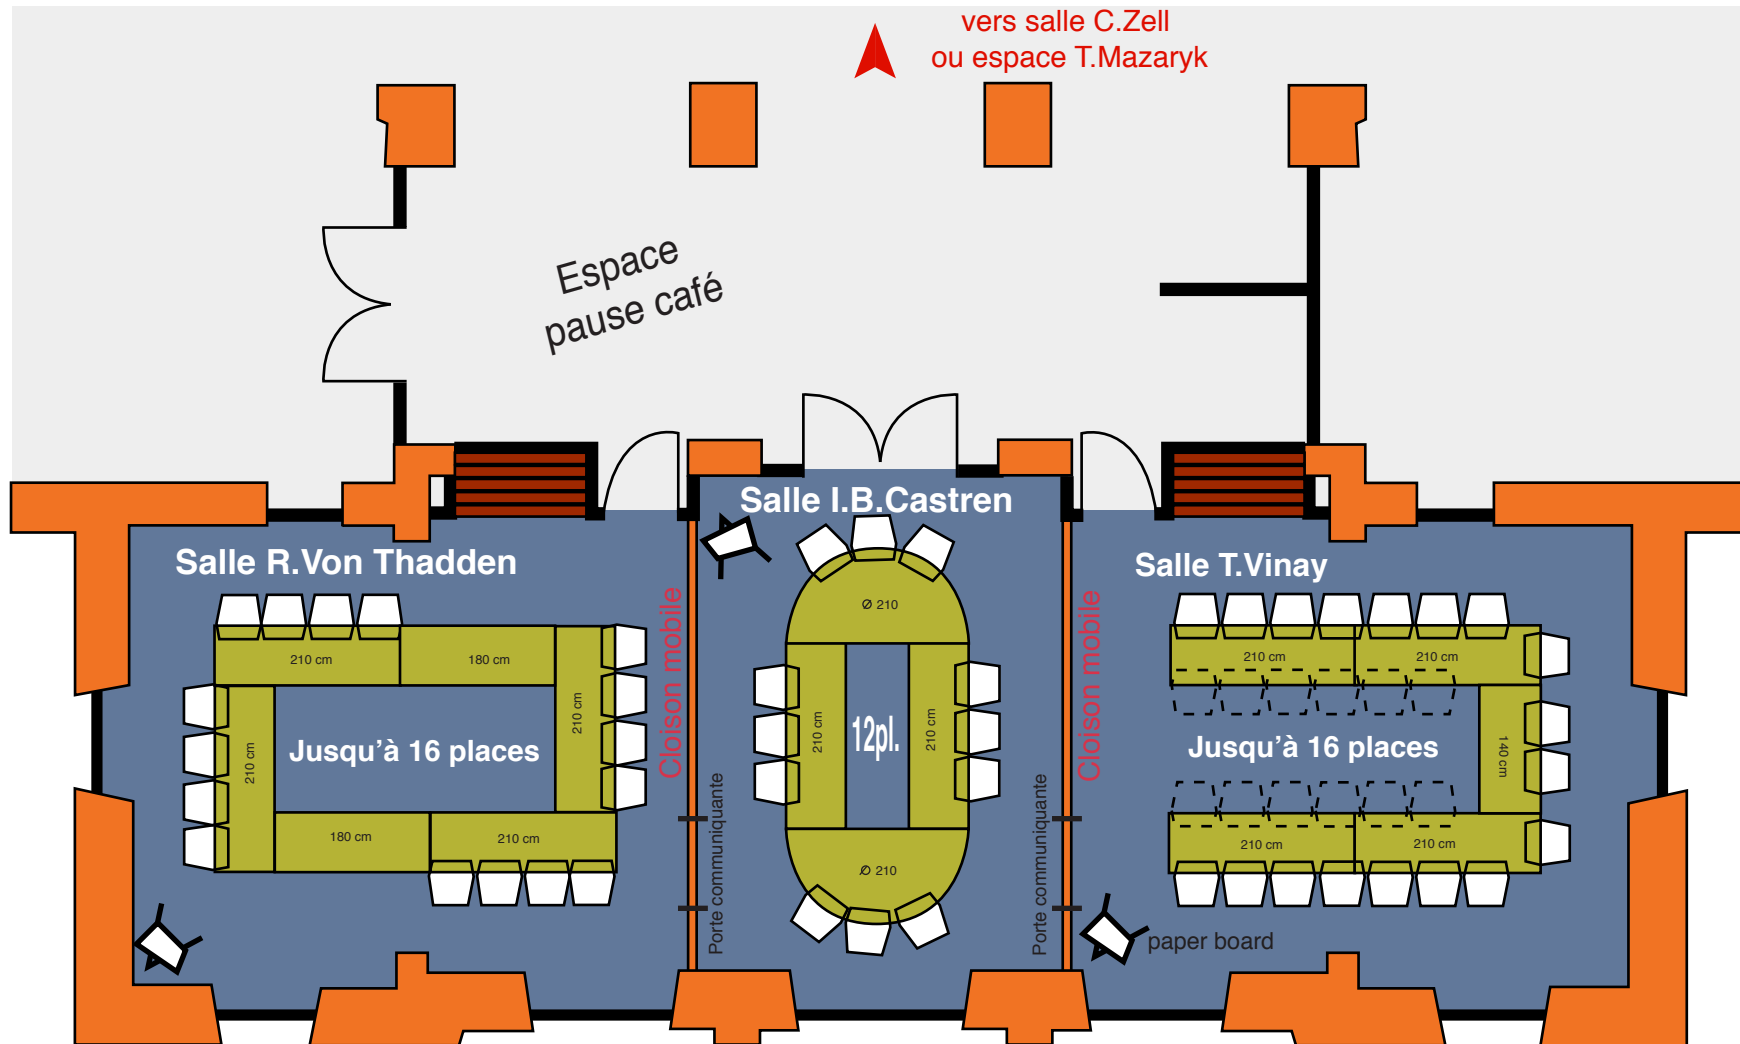 vers salle C.Zell
ou espace T.Mazaryk
Espace
pause café
Salle I.B.Castren
Salle R.Von Thadden
Salle T.Vinay
Cloison mobile
Cloison mobile
Ø 210
210 cm
180 cm
210 cm
210 cm
Jusqu'à 16 places
180 cm
210 cm
210 cm
12pl.
210 cm
Ø 210
Porte communiquante
Porte communiquante
210 cm
210 cm
Jusqu'à 16 places
140 cm
210 cm
210 cm
paper board